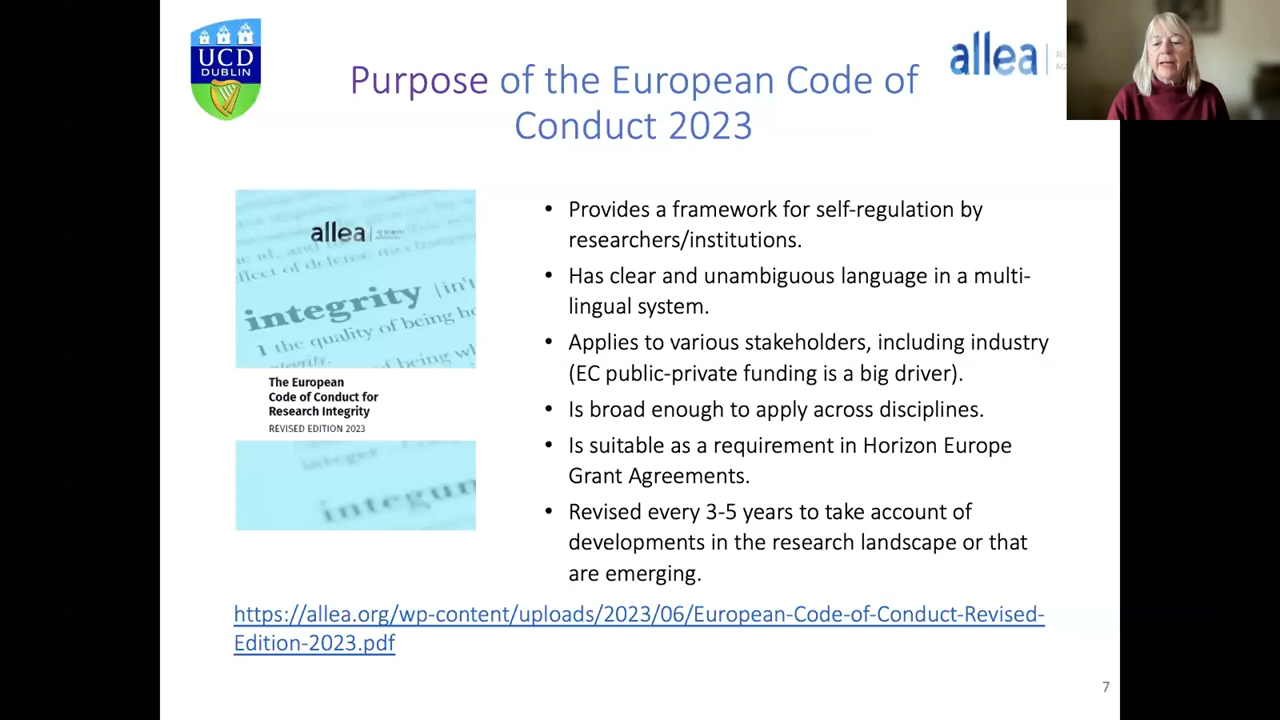 UCD
DUBLIN
Purpose of the European Code of
Conduct 2023
allea
allea
integrity
1 the quality of being
The European
Code of Conduct for
Research Integrity
REVISED EDITION 2023
• Provides a framework for self-regulation by
researchers/institutions.
• Has clear and unambiguous language in a multi-
lingual system.
• Applies to various stakeholders, including industry
(EC public-private funding is a big driver).
• Is broad enough to apply across disciplines.
• Is suitable as a requirement in Horizon Europe
Grant Agreements.
• Revised every 3-5 years to take account of
developments in the research landscape or that
are emerging.
https://allea.org/wp-content/uploads/2023/06/European-Code-of-Conduct-Revised-
Edition-2023.pdf
7